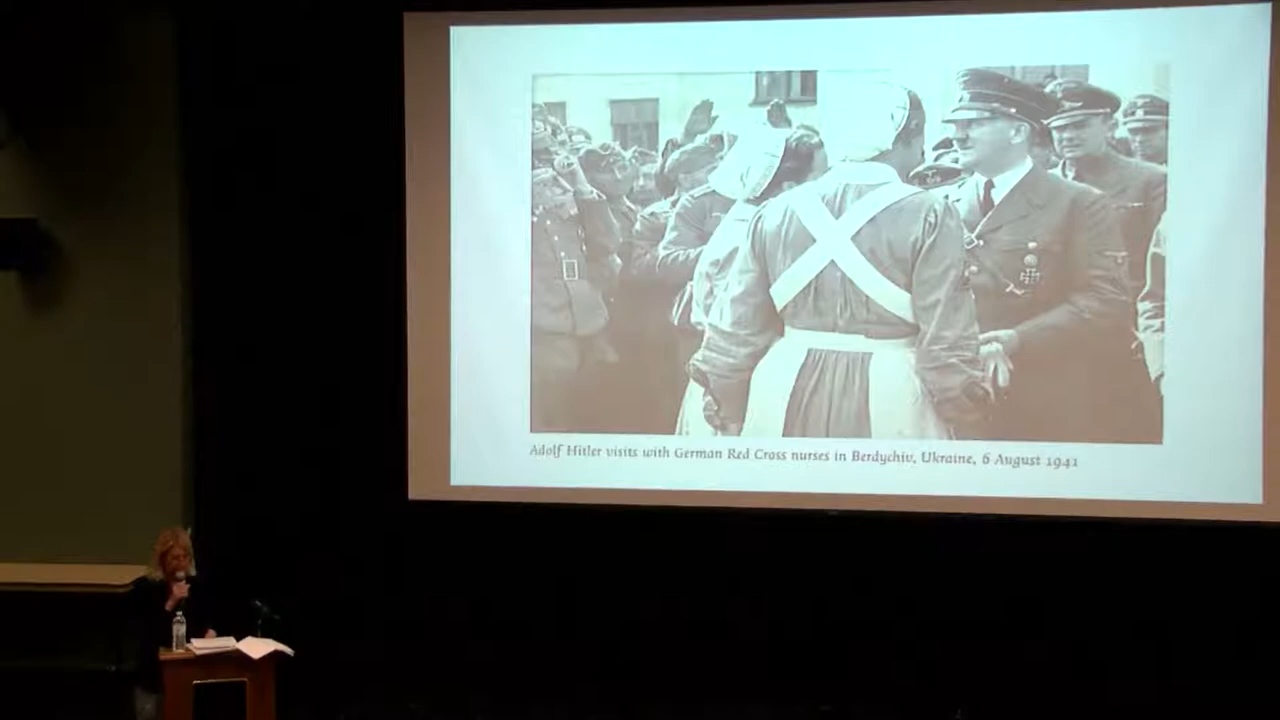 Adolf Hitler visits with German Red Cross nurses in Berdychiv, Ukraine, 6 August 1941